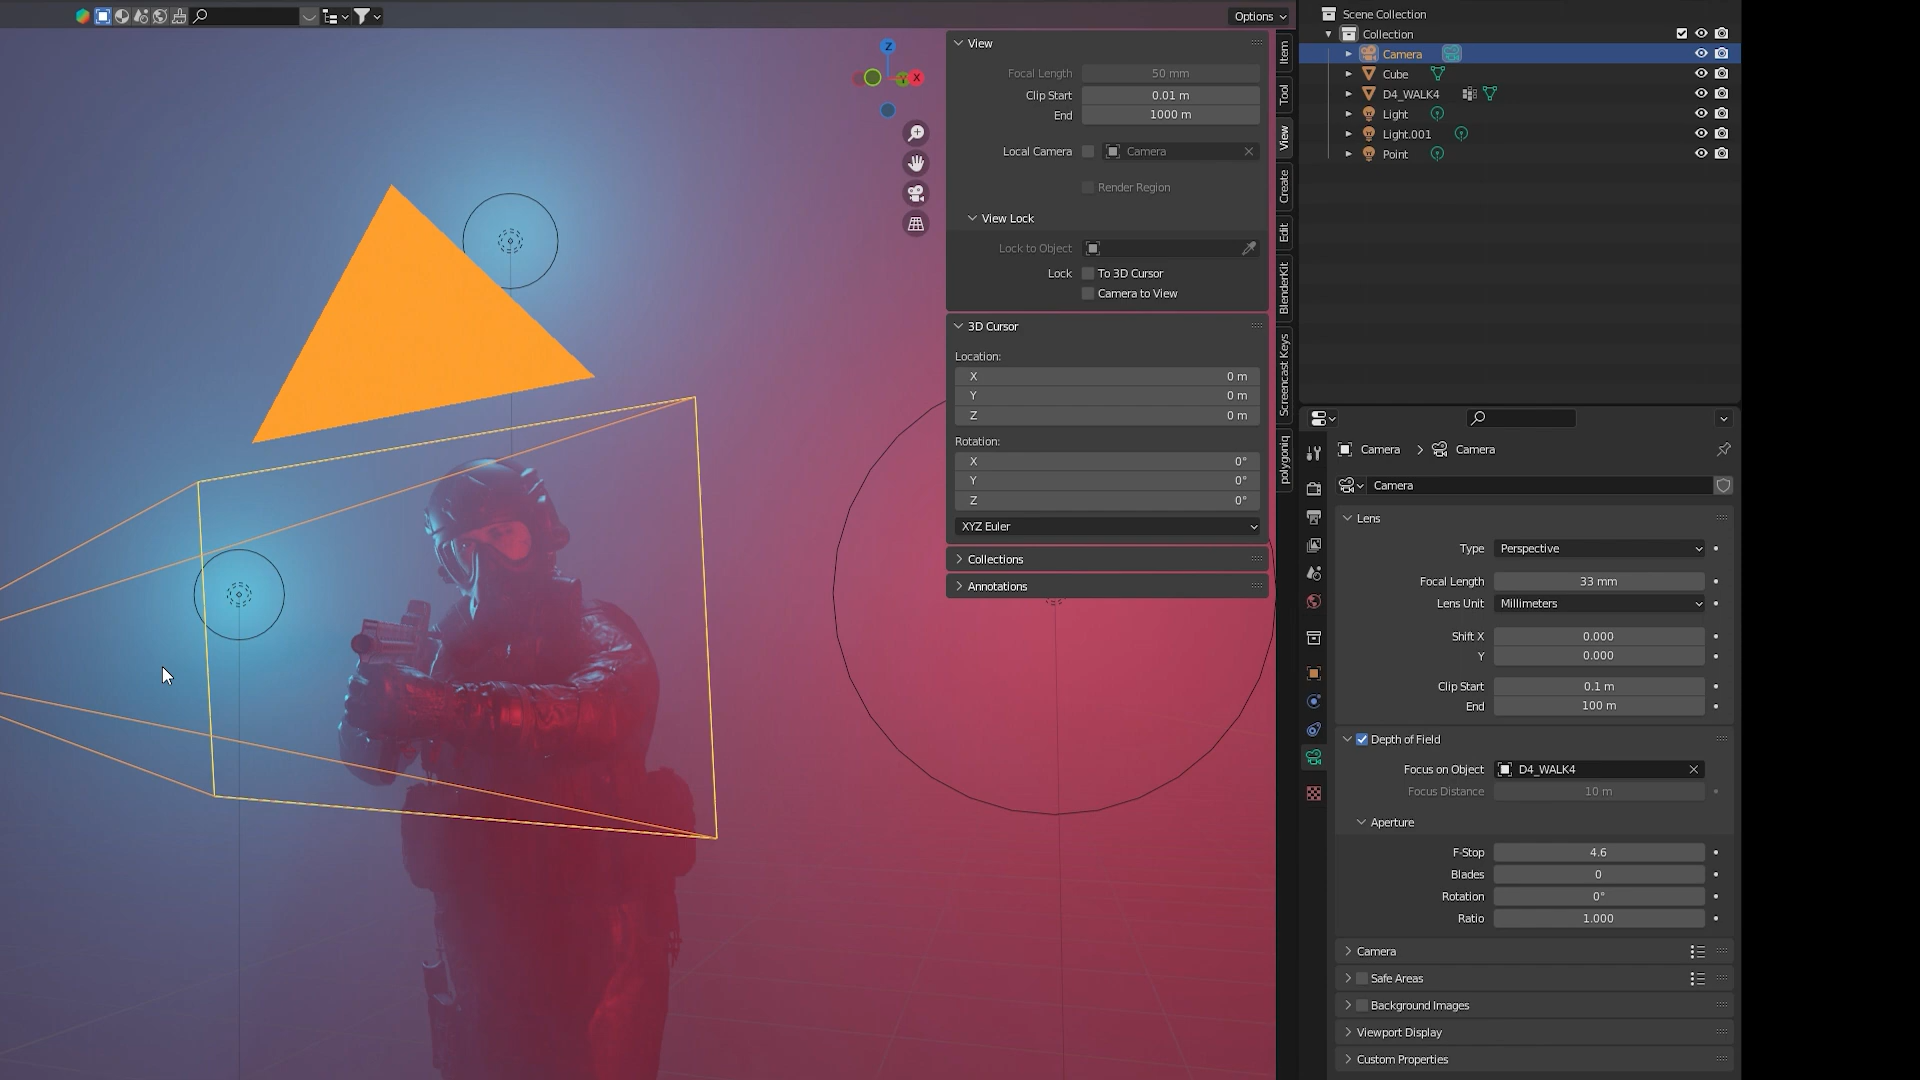 Options
Z
Y
X
View
Focal Length 50 mm
Clip Start 0.01 m
End 1000 m
Local Camera Camera
Render Region
View Lock
Lock to Object
Lock To 3D Cursor
Camera to View
3D Cursor
Location:
X 0 m
Y 0 m
Z 0 m
Rotation:
X 0°
Y 0°
Z 0°
XYZ Euler
Collections
Annotations
Item
Tool
View
Create
Edit
BlenderKit
Screencast Keys
polygoniq
Scene Collection
Collection
Camera
Cube
D4_WALK4
Light
Light.001
Point
Camera Camera
Camera
Lens
Type Perspective
Focal Length 33 mm
Lens Unit Millimeters
Shift X 0.000
Y 0.000
Clip Start 0.1 m
End 100 m
Depth of Field
Focus on Object D4_WALK4
Focus Distance 10 m
Aperture
F-Stop 4.6
Blades 0
Rotation 0°
Ratio 1.000
Camera
Safe Areas
Background Images
Viewport Display
Custom Properties